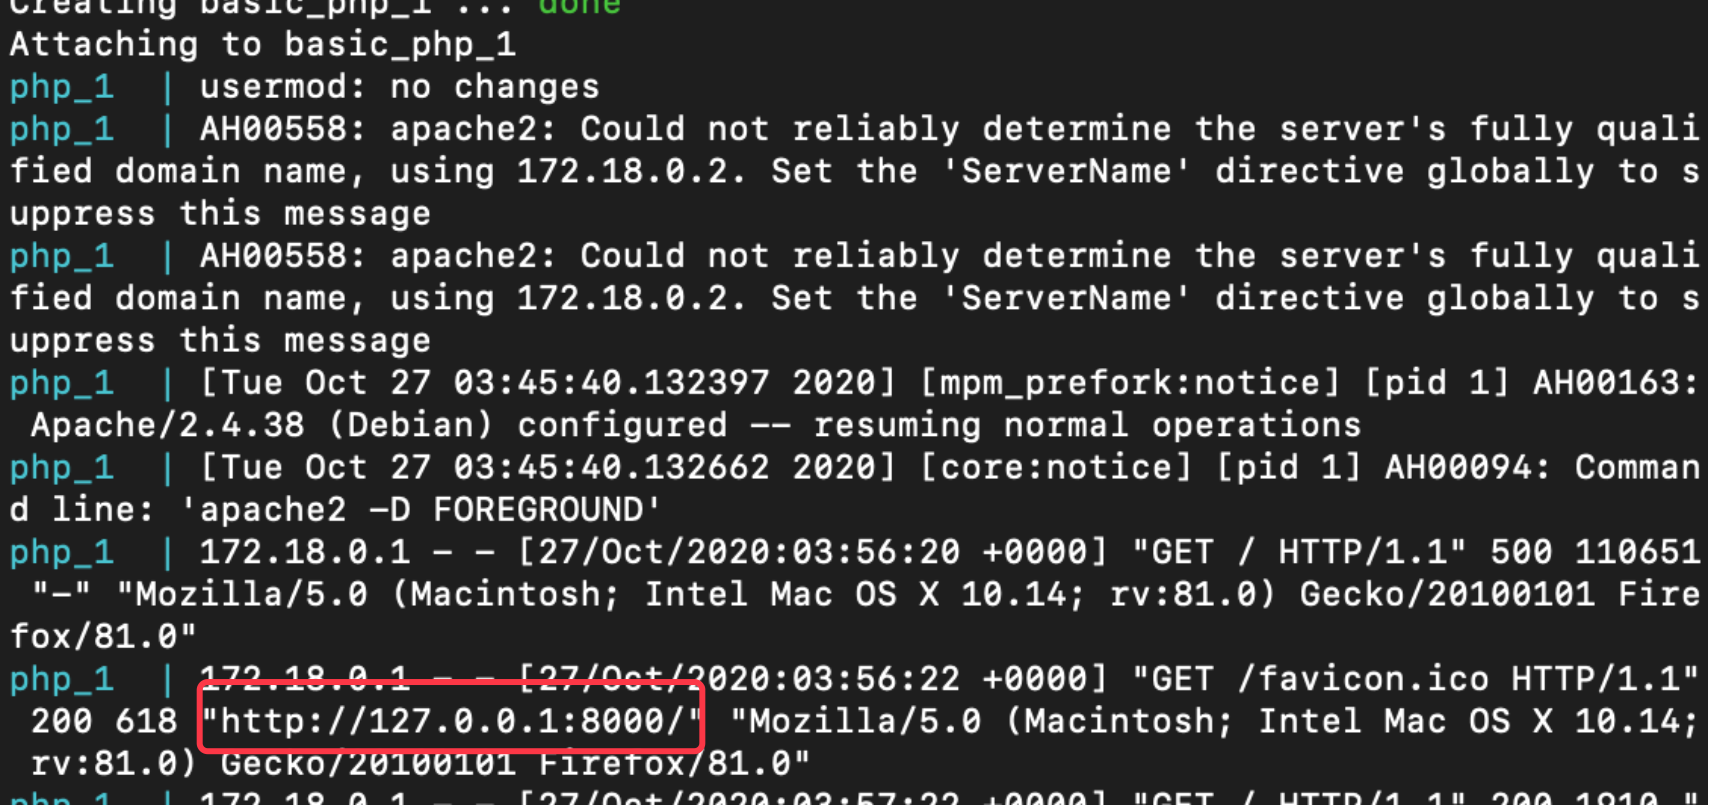 Creating basic_php_1 ... done
Attaching to basic_php_1
php_1  | usermod: no changes
php_1  | AH00558: apache2: Could not reliably determine the server's fully quali
fied domain name, using 172.18.0.2. Set the 'ServerName' directive globally to s
uppress this message
php_1  | AH00558: apache2: Could not reliably determine the server's fully quali
fied domain name, using 172.18.0.2. Set the 'ServerName' directive globally to s
uppress this message
php_1  | [Tue Oct 27 03:45:40.132397 2020] [mpm_prefork:notice] [pid 1] AH00163:
 Apache/2.4.38 (Debian) configured -- resuming normal operations
php_1  | [Tue Oct 27 03:45:40.132662 2020] [core:notice] [pid 1] AH00094: Comman
d line: 'apache2 -D FOREGROUND'
php_1  | 172.18.0.1 - - [27/Oct/2020:03:56:20 +0000] "GET / HTTP/1.1" 500 110651
 "-" "Mozilla/5.0 (Macintosh; Intel Mac OS X 10.14; rv:81.0) Gecko/20100101 Fire
fox/81.0"
php_1  | 172.18.0.1 - - [27/Oct/2020:03:56:22 +0000] "GET /favicon.ico HTTP/1.1"
 200 618 "http://127.0.0.1:8000/" "Mozilla/5.0 (Macintosh; Intel Mac OS X 10.14;
 rv:81.0) Gecko/20100101 Firefox/81.0"
php_1  | 172.18.0.1 - - [27/Oct/2020:03:57:22 +0000] "GET / HTTP/1.1" 200 1910 "